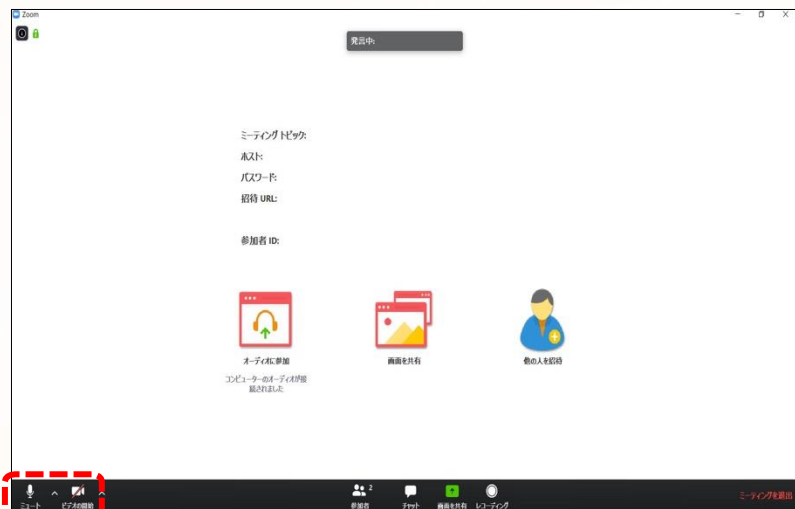 Zoom
発言中:
ミーティング トピック:
ホスト:
パスワード:
招待 URL:
参加者 ID:
オーディオに参加
画面を共有
他の人を招待
コンピューターのオーディオが接
続されました
ミュート
ビデオの開始
2
参加者
チャット
画面を共有
レコーディング
ミーティングを退出